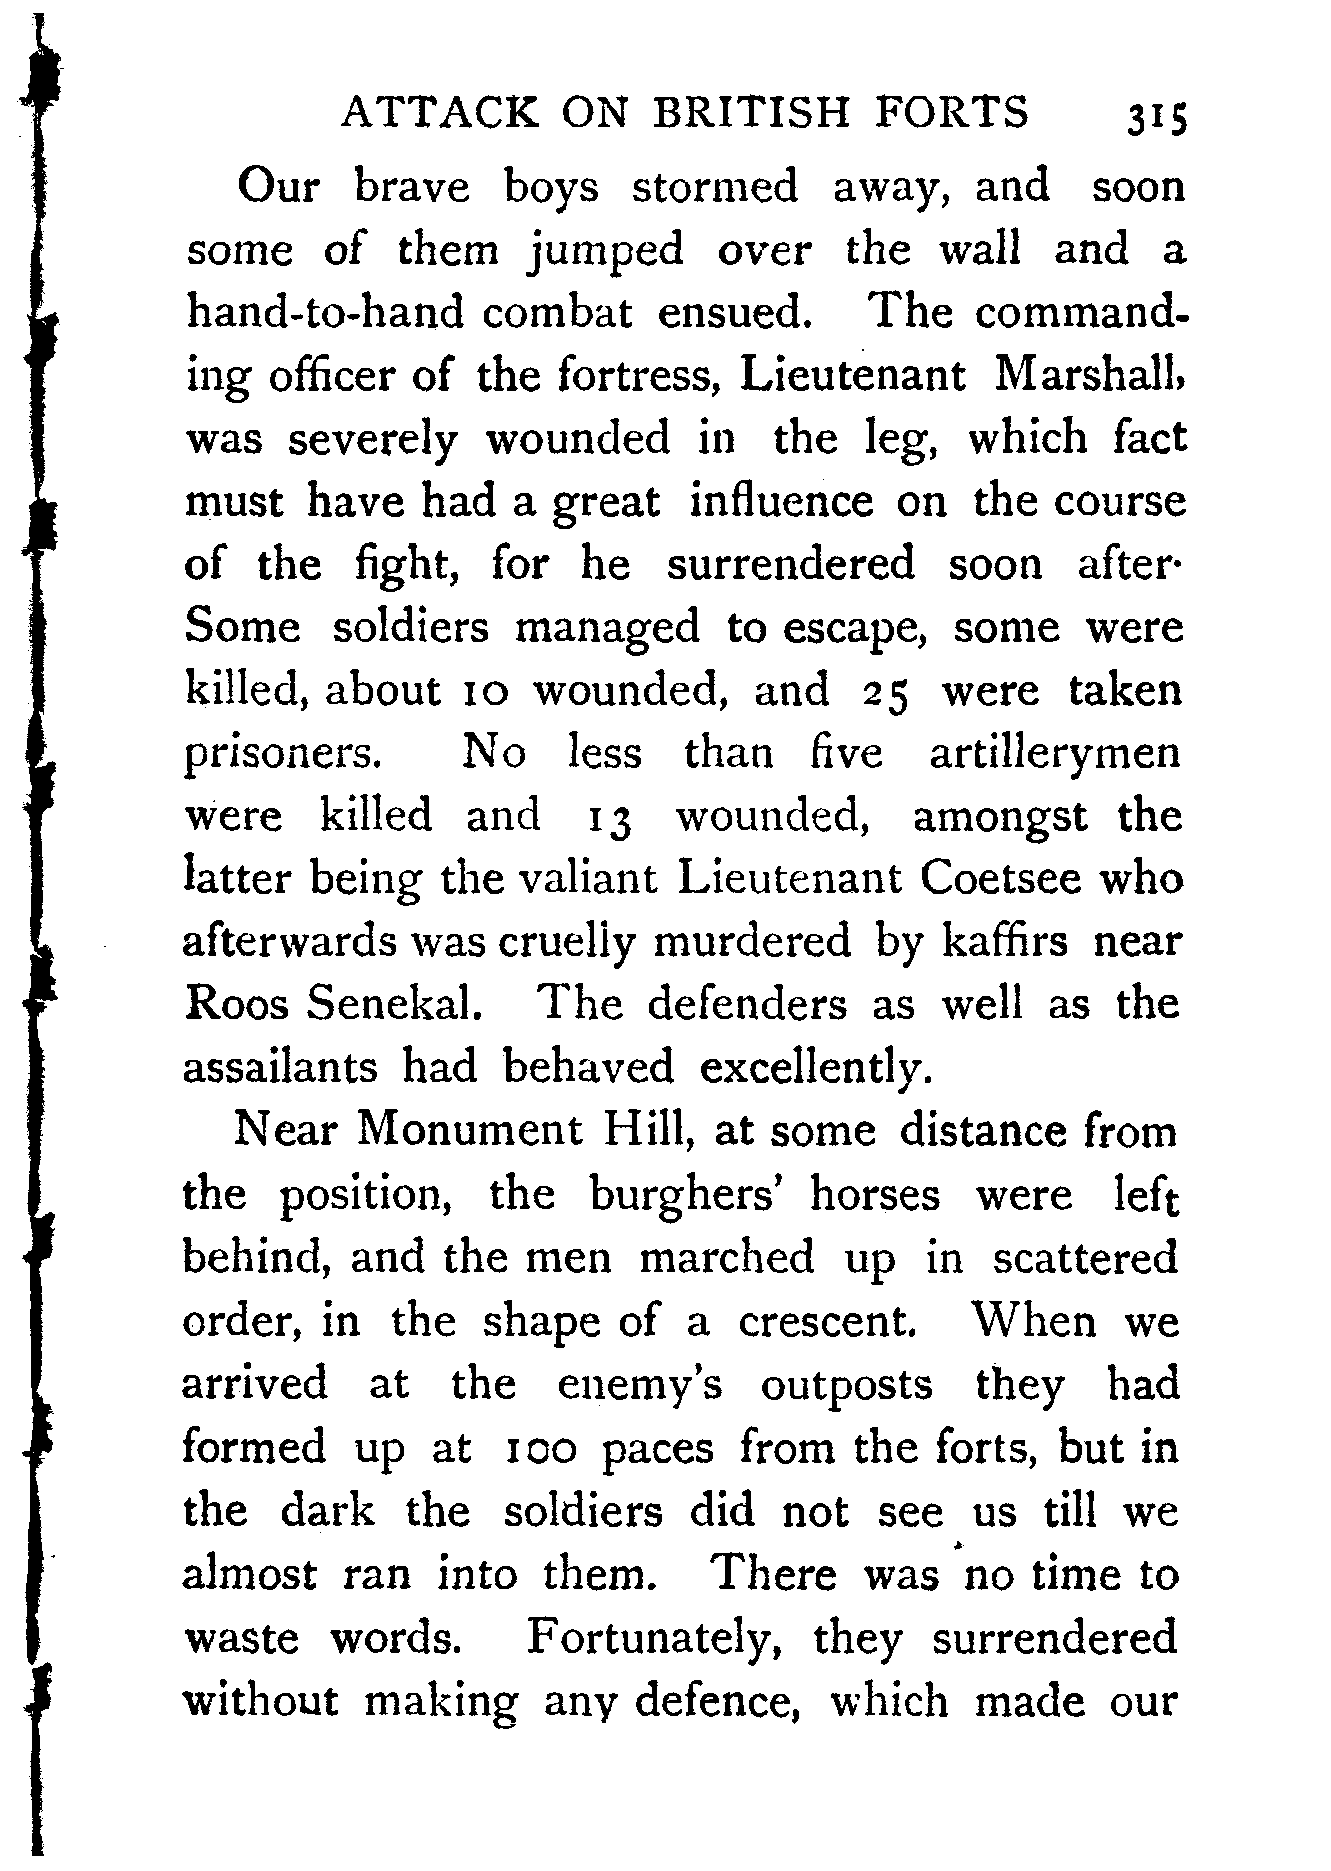 ATTACK ON BRITISH FORTS 315
Our brave boys stormed away, and soon
some of them jumped over the wall and a
hand-to-hand combat ensued. The command-
ing officer of the fortress, Lieutenant Marshall,
was severely wounded in the leg, which fact
must have had a great influence on the course
of the fight, for he surrendered soon after.
Some soldiers managed to escape, some were
killed, about 10 wounded, and 25 were taken
prisoners. No less than five artillerymen
were killed and 13 wounded, amongst the
latter being the valiant Lieutenant Coetsee who
afterwards was cruelly murdered by kaffirs near
Roos Senekal. The defenders as well as the
assailants had behaved excellently.
Near Monument Hill, at some distance from
the position, the burghers' horses were left
behind, and the men marched up in scattered
order, in the shape of a crescent. When we
arrived at the enemy's outposts they had
formed up at 100 paces from the forts, but in
the dark the soldiers did not see us till we
almost ran into them. There was no time to
waste words. Fortunately, they surrendered
without making any defence, which made our